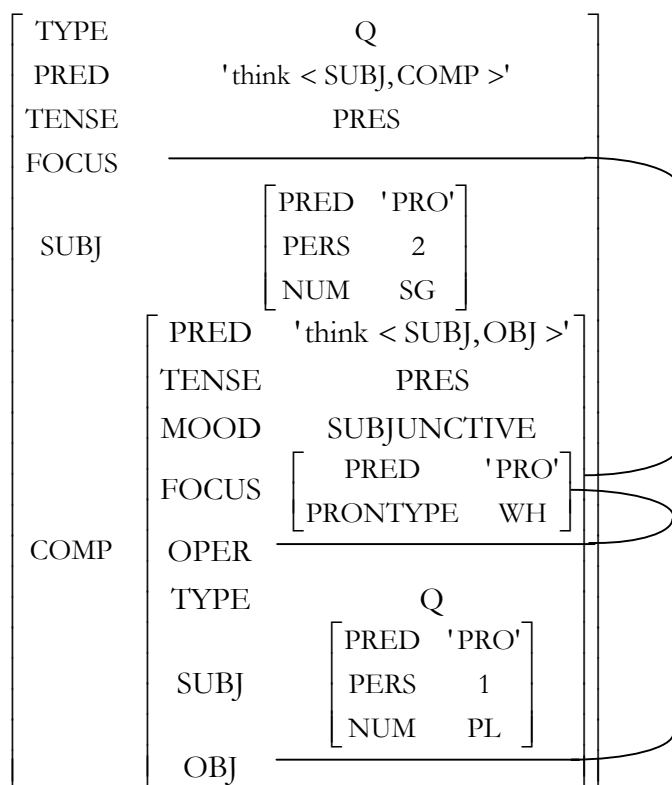 TYPE Q
PRED 'think < SUBJ, COMP >'
TENSE PRES
FOCUS
PRED 'PRO'
SUBJ PERS 2
NUM SG
PRED 'think < SUBJ, OBJ >'
TENSE PRES
MOOD SUBJUNCTIVE
FOCUS PRED 'PRO'
PRONTYPE WH
COMP OPER
TYPE Q
PRED 'PRO'
SUBJ PERS 1
NUM PL
OBJ